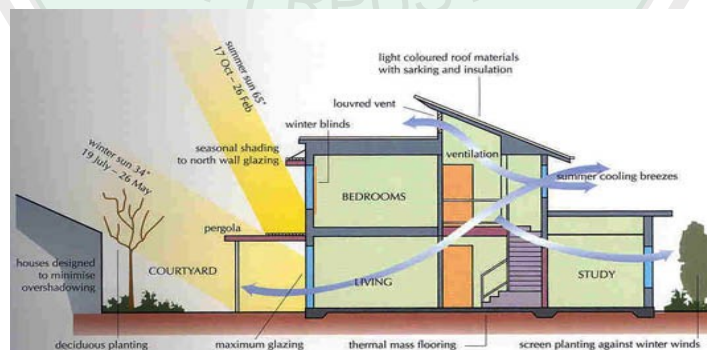 summer sun 65°
17 Oct – 26 Feb
winter sun 34°
19 July – 26 May
light coloured roof materials
with sarking and insulation
louvred vent
winter blinds
seasonal shading
to north wall glazing
ventilation
summer cooling breezes
BEDROOMS
pergola
houses designed
to minimise
overshadowing
COURTYARD
LIVING
STUDY
deciduous planting
maximum glazing
thermal mass flooring
screen planting against winter winds